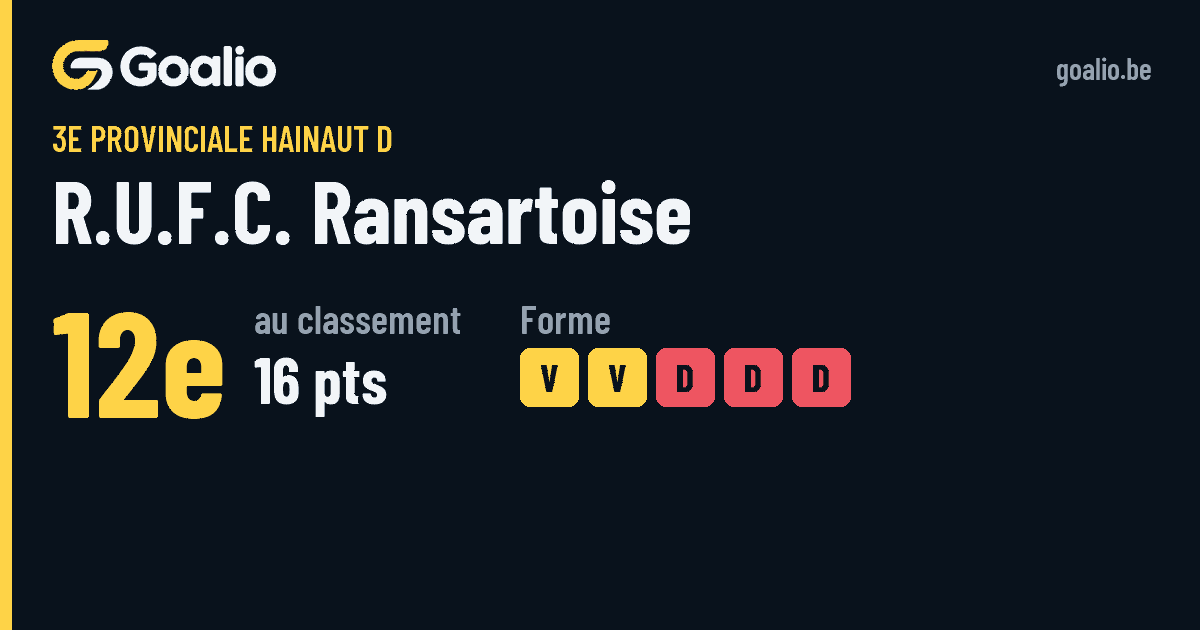 Goalio
goalio.be
3E PROVINCIALE HAINAUT D
R.U.F.C. Ransartoise
12e
au classement
16 pts
Forme
V V D D D